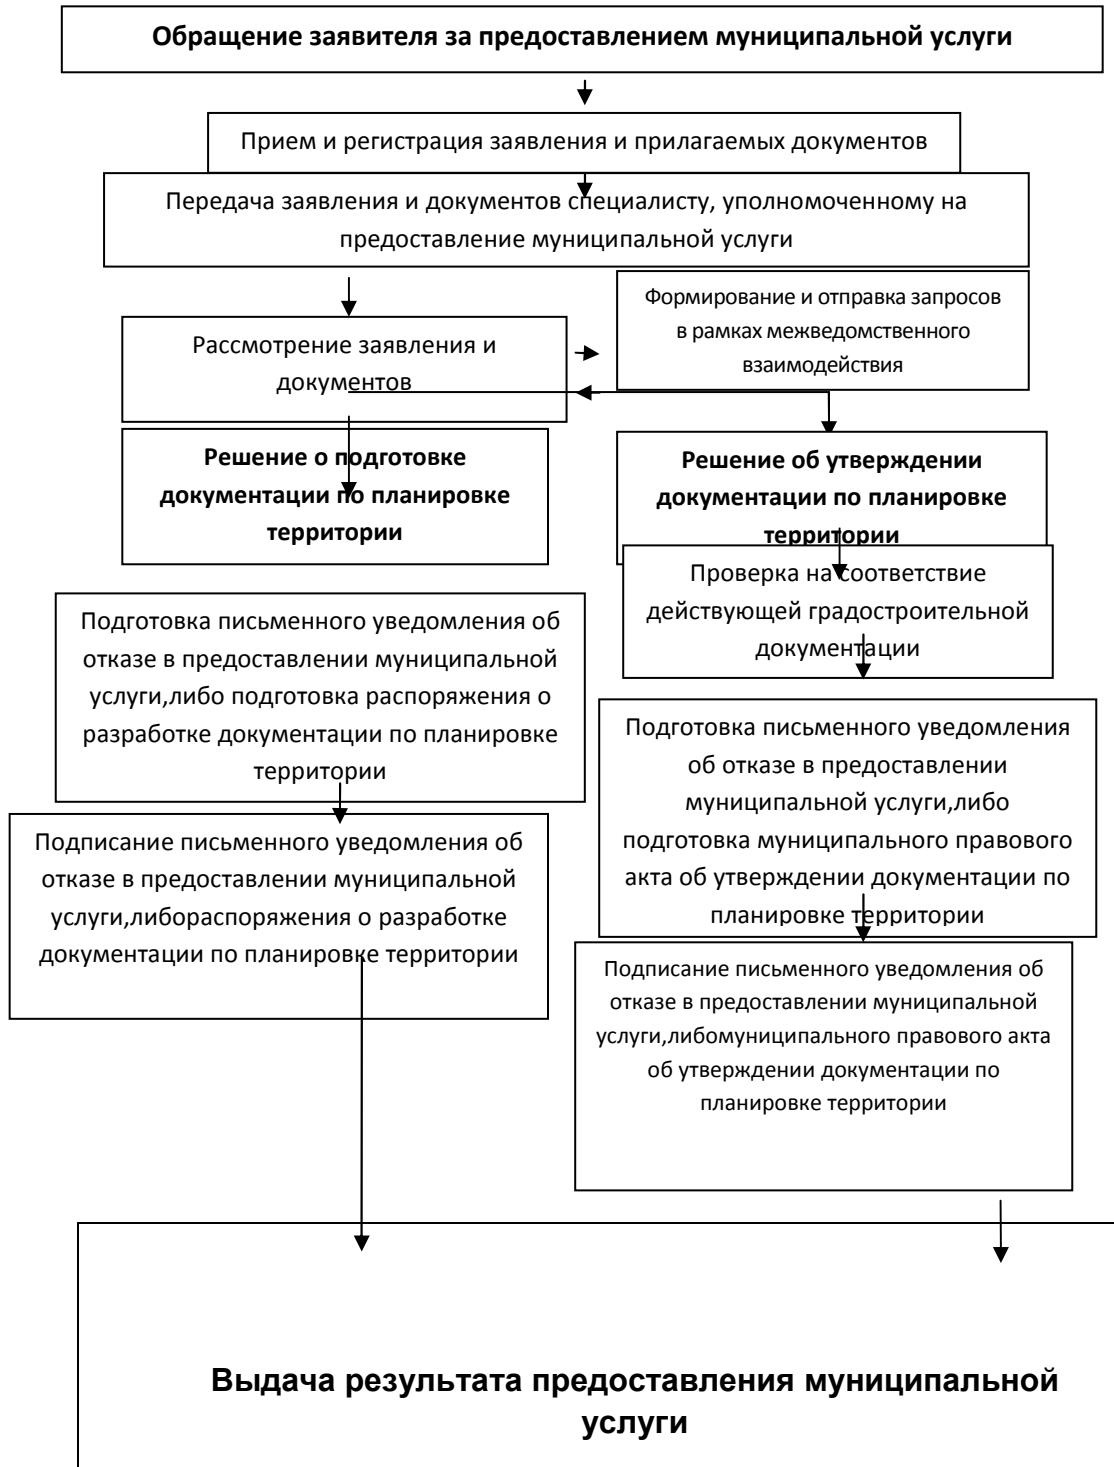 Обращение заявителя за предоставлением муниципальной услуги
Прием и регистрация заявления и прилагаемых документов
Передача заявления и документов специалисту, уполномоченному на
предоставление муниципальной услуги
Формирование и отправка запросов
в рамках межведомственного
взаимодействия
Рассмотрение заявления и
документов
Решение о подготовке
документации по планировке
территории
Решение об утверждении
документации по планировке
территории
Проверка на соответствие
действующей градостроительной
документации
Подготовка письменного уведомления об
отказе в предоставлении муниципальной
услуги,либо подготовка распоряжения о
разработке документации по планировке
территории
Подготовка письменного уведомления
об отказе в предоставлении
муниципальной услуги,либо
подготовка муниципального правового
акта об утверждении документации по
планировке территории
Подписание письменного уведомления об
отказе в предоставлении муниципальной
услуги,либораспоряжения о разработке
документации по планировке территории
Подписание письменного уведомления об
отказе в предоставлении муниципальной
услуги,либомуниципального правового акта
об утверждении документации по
планировке территории
Выдача результата предоставления муниципальной
услуги